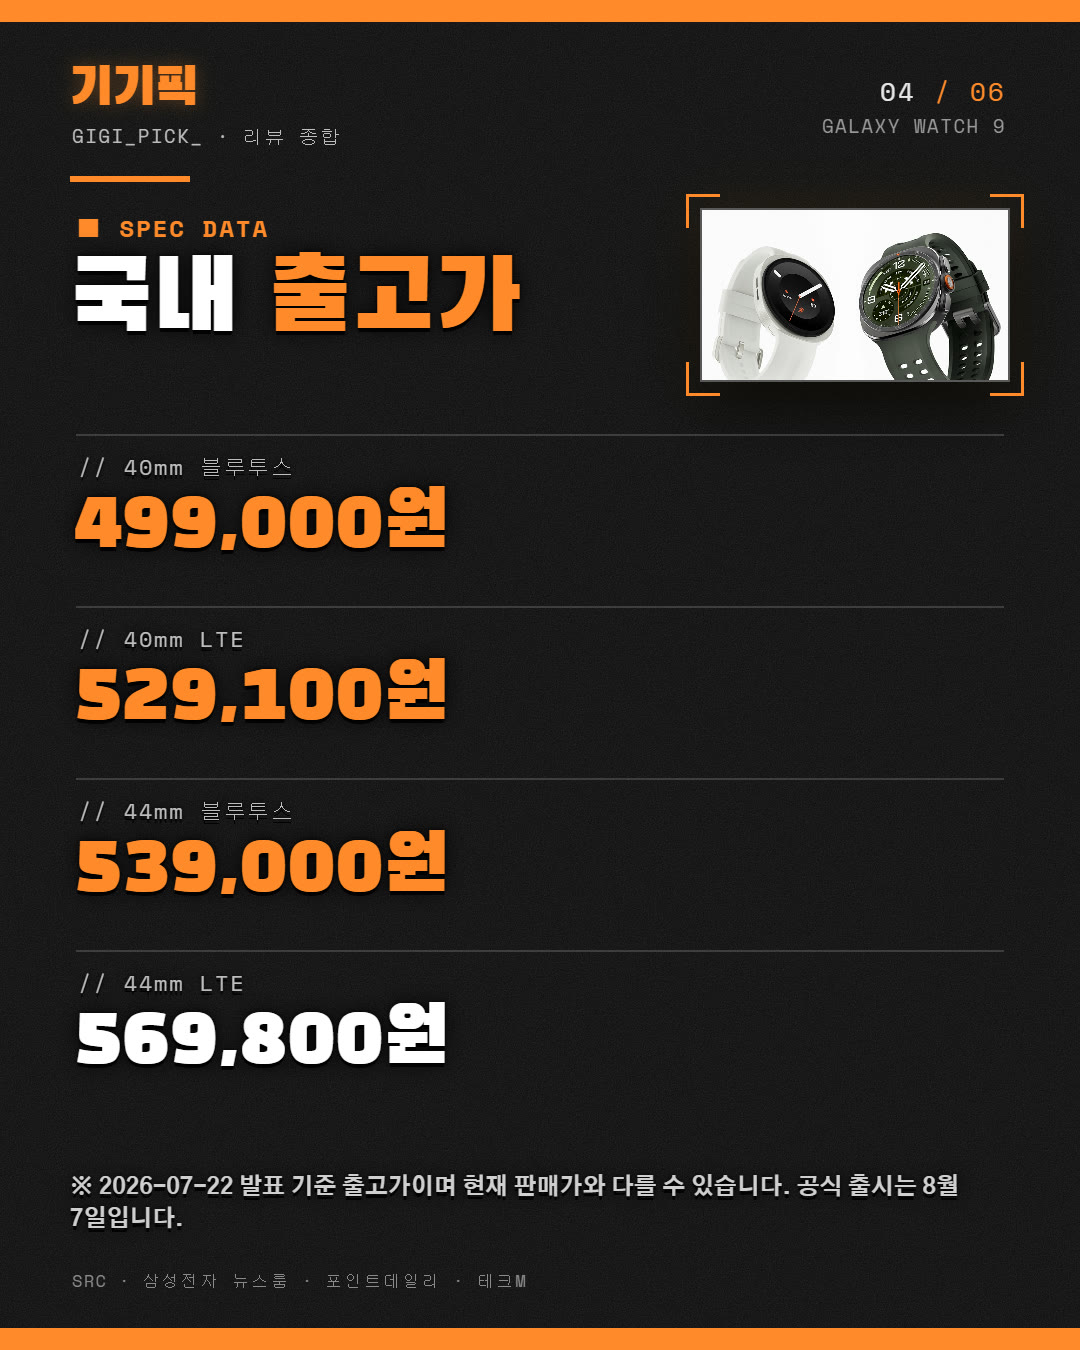 기기픽
GIGI_PICK_ · 리뷰 종합
04 / 06
GALAXY WATCH 9
■ SPEC DATA
국내 출고가
// 40mm 블루투스
499,000원
// 40mm LTE
529,100원
// 44mm 블루투스
539,000원
// 44mm LTE
569,800원
※ 2026-07-22 발표 기준 출고가이며 현재 판매가와 다를 수 있습니다. 공식 출시는 8월
7일입니다.
SRC · 삼성전자 뉴스룸 · 포인트데일리 · 테크M